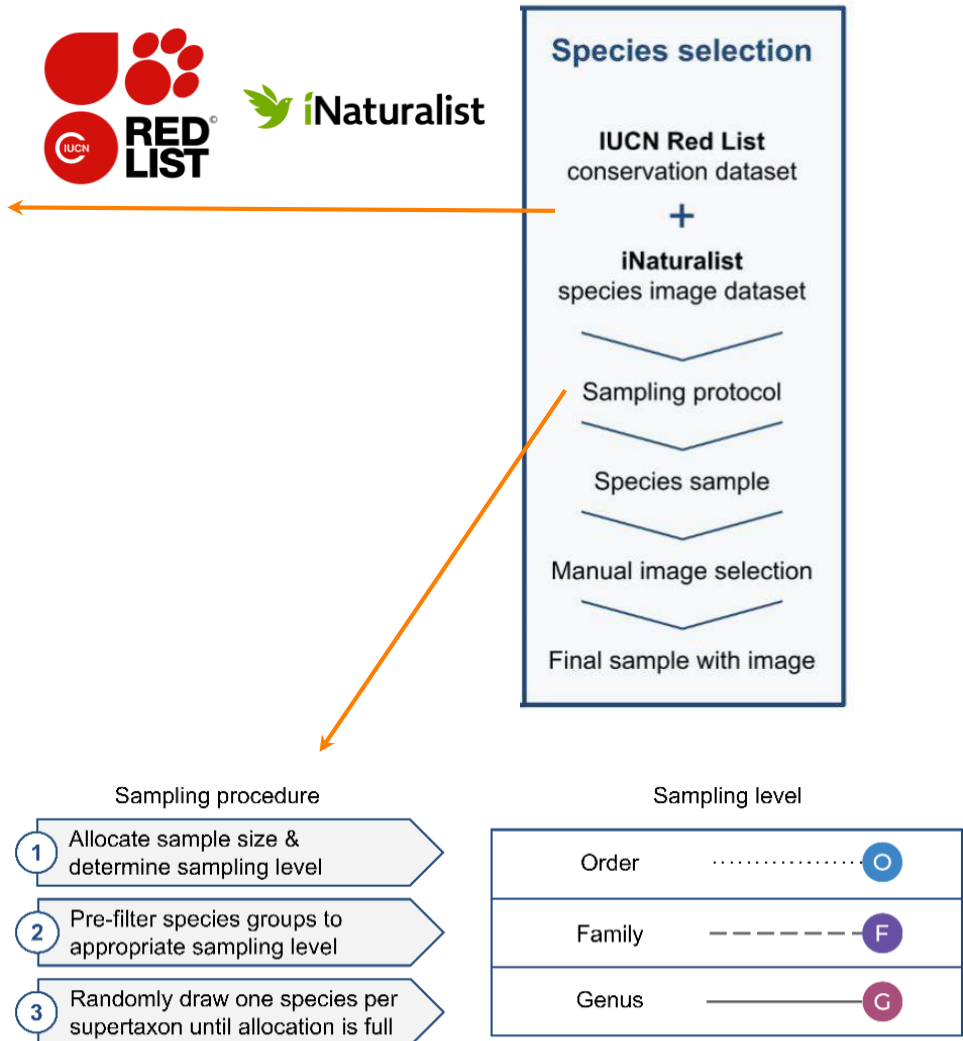 IUCN
RED
LIST
©
iNaturalist
Species selection
IUCN Red List
conservation dataset
+
iNaturalist
species image dataset
Sampling protocol
Species sample
Manual image selection
Final sample with image
Sampling procedure
1
Allocate sample size &
determine sampling level
2
Pre-filter species groups to
appropriate sampling level
3
Randomly draw one species per
supertaxon until allocation is full
Sampling level
Order
O
Family
F
Genus
G